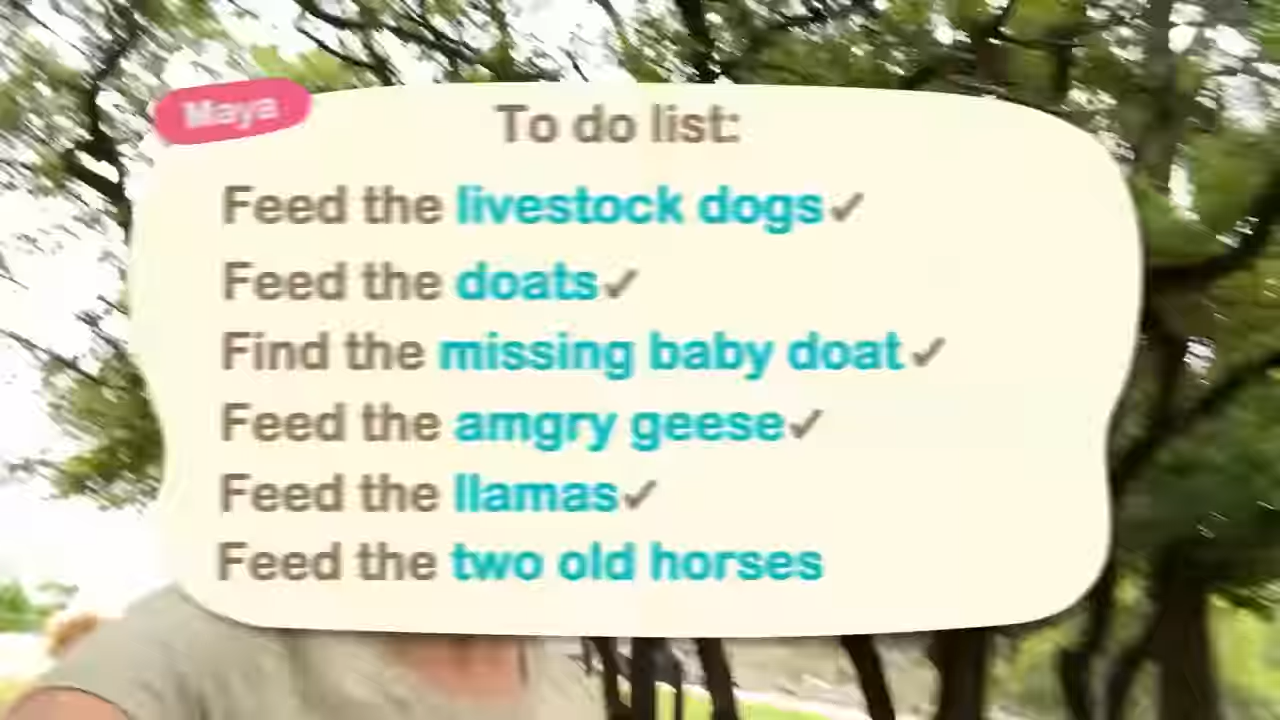 Maya
To do list:
Feed the livestock dogs✓
Feed the doats✓
Find the missing baby doat✓
Feed the amgry geese✓
Feed the llamas✓
Feed the two old horses